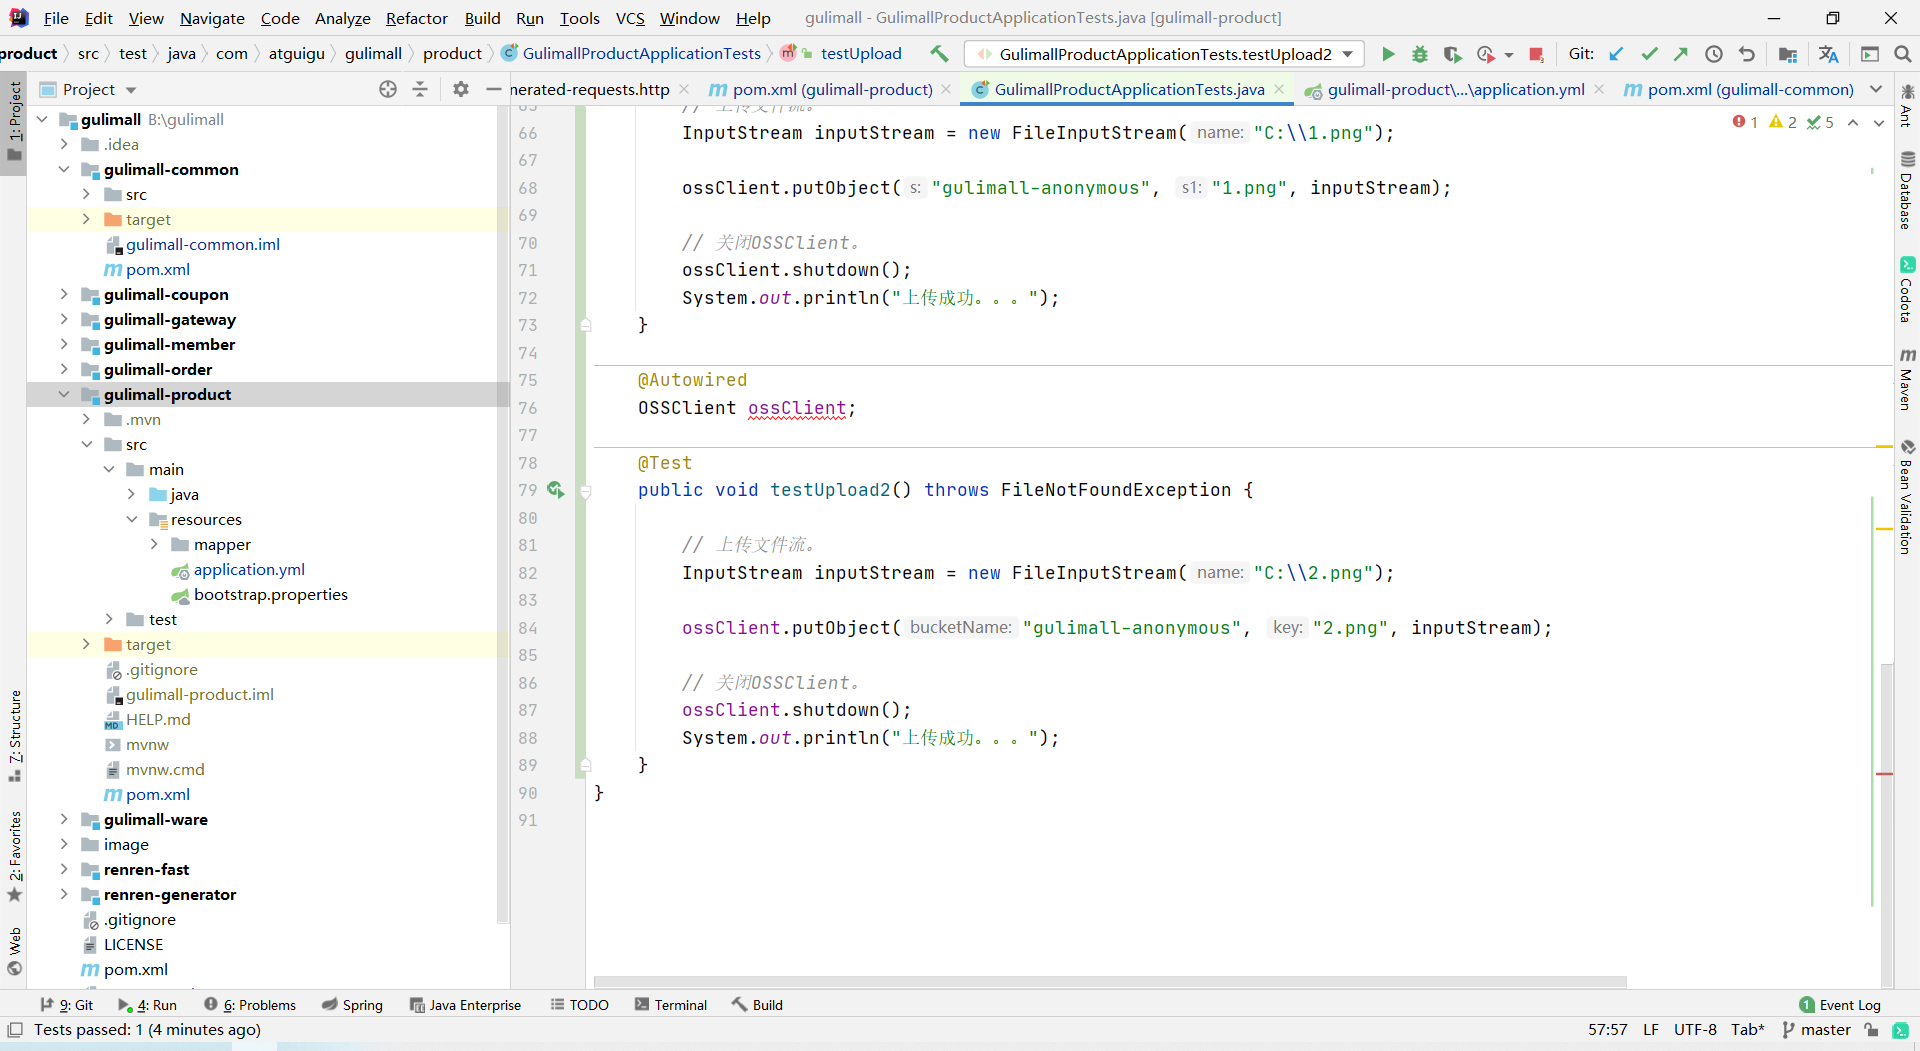 File Edit View Navigate Code Analyze Refactor Build Run Tools VCS Window Help gulimall - GulimallProductApplicationTests.java [gulimall-product]
product src test java com atguigu gulimall product GulimallProductApplicationTests testUpload GulimallProductApplicationTests.testUpload2 Git:
Project
nerated-requests.http pom.xml (gulimall-product) GulimallProductApplicationTests.java gulimall-product\...\application.yml pom.xml (gulimall-common)
1: Project
7: Structure
2: Favorites
Web
gulimall B:\gulimall
.idea
gulimall-common
src
target
gulimall-common.iml
pom.xml
gulimall-coupon
gulimall-gateway
gulimall-member
gulimall-order
gulimall-product
.mvn
src
main
java
resources
mapper
application.yml
bootstrap.properties
test
target
.gitignore
gulimall-product.iml
HELP.md
mvnw
mvnw.cmd
pom.xml
gulimall-ware
image
renren-fast
renren-generator
.gitignore
LICENSE
pom.xml
1 2 5
65 // 上传文件流。
66 InputStream inputStream = new FileInputStream( name: "C:\\1.png");
67
68 ossClient.putObject( s: "gulimall-anonymous", s1: "1.png", inputStream);
69
70 // 关闭OSSClient。
71 ossClient.shutdown();
72 System.out.println("上传成功。。。");
73 }
74
75 @Autowired
76 OSSClient ossClient;
77
78 @Test
79 public void testUpload2() throws FileNotFoundException {
80
81 // 上传文件流。
82 InputStream inputStream = new FileInputStream( name: "C:\\2.png");
83
84 ossClient.putObject( bucketName: "gulimall-anonymous", key: "2.png", inputStream);
85
86 // 关闭OSSClient。
87 ossClient.shutdown();
88 System.out.println("上传成功。。。");
89 }
90 }
91
Ant
Database
Codota
Maven
Bean Validation
9: Git 4: Run 6: Problems Spring Java Enterprise TODO Terminal Build 1 Event Log
Tests passed: 1 (4 minutes ago) 57:57 LF UTF-8 Tab* master